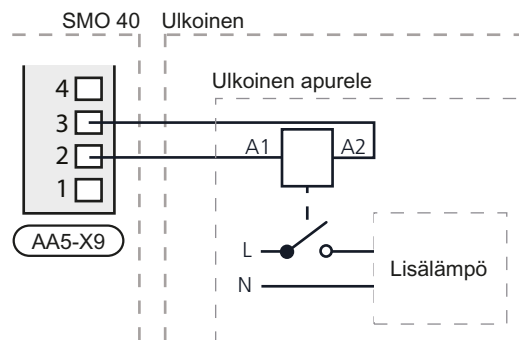 SMO 40 Ulkoinen
Ulkoinen apurele
4
3
A1 A2
2
1
L
AA5-X9
Lisälämpö
N